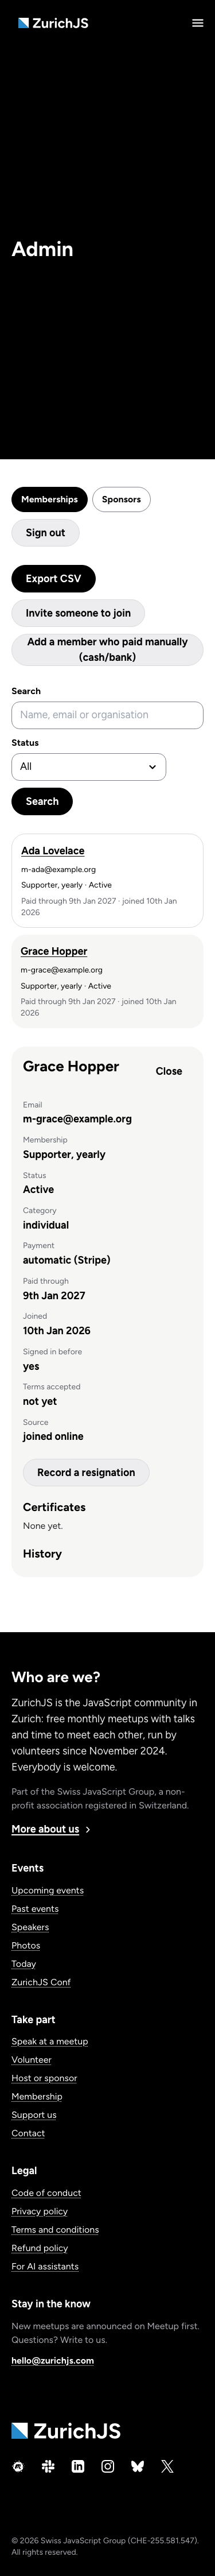 ZurichJS
Admin
Memberships
Sponsors
Sign out
Export CSV
Invite someone to join
Add a member who paid manually
(cash/bank)
Search
Name, email or organisation
Status
All
Search
Ada Lovelace
m-ada@example.org
Supporter, yearly · Active
Paid through 9th Jan 2027 · joined 10th Jan
2026
Grace Hopper
m-grace@example.org
Supporter, yearly · Active
Paid through 9th Jan 2027 · joined 10th Jan
2026
Grace Hopper
Close
Email
m-grace@example.org
Membership
Supporter, yearly
Status
Active
Category
individual
Payment
automatic (Stripe)
Paid through
9th Jan 2027
Joined
10th Jan 2026
Signed in before
yes
Terms accepted
not yet
Source
joined online
Record a resignation
Certificates
None yet.
History
Who are we?
ZurichJS is the JavaScript community in
Zurich: free monthly meetups with talks
and time to meet each other, run by
volunteers since November 2024.
Everybody is welcome.
Part of the Swiss JavaScript Group, a non-
profit association registered in Switzerland.
More about us
Events
Upcoming events
Past events
Speakers
Photos
Today
ZurichJS Conf
Take part
Speak at a meetup
Volunteer
Host or sponsor
Membership
Support us
Contact
Legal
Code of conduct
Privacy policy
Terms and conditions
Refund policy
For AI assistants
Stay in the know
New meetups are announced on Meetup first.
Questions? Write to us.
hello@zurichjs.com
ZurichJS
© 2026 Swiss JavaScript Group (CHE-255.581.547).
All rights reserved.